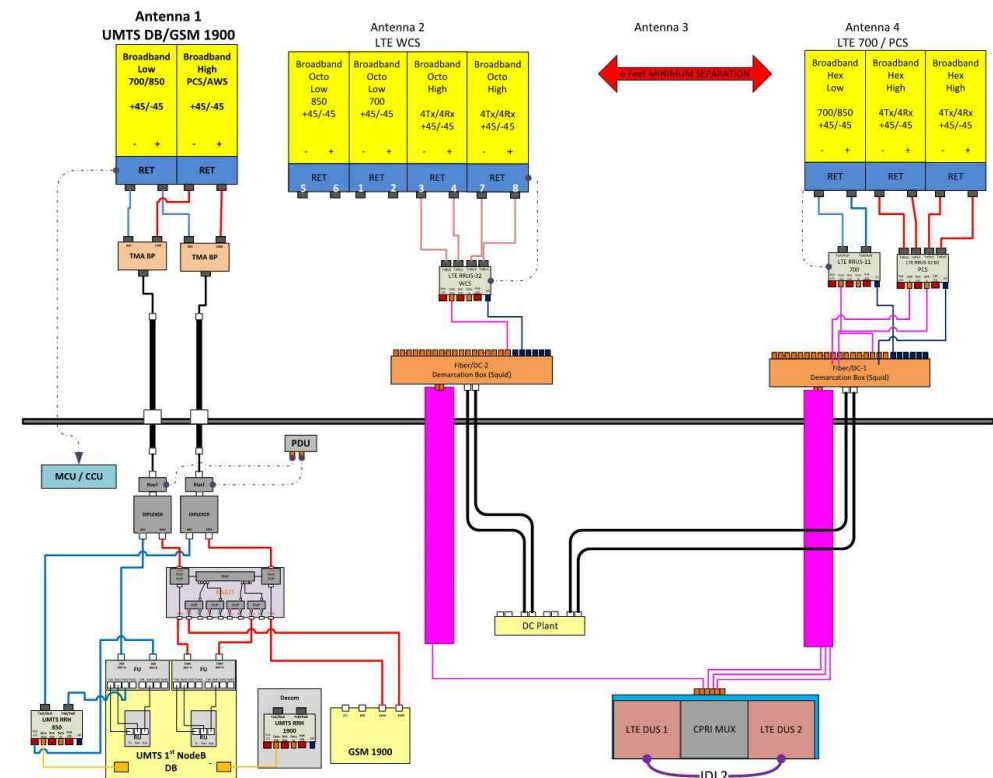 Antenna 1
UMTS DB/GSM 1900
Antenna 2
LTE WCS
Antenna 3
Antenna 4
LTE 700 / PCS
6 Feet MINIMUM SEPARATION
Broadband
Low
700/850
+45/-45
- +
Broadband
High
PCS/AWS
+45/-45
- +
RET
Broadband
Octo
Low
850
+45/-45
- +
Broadband
Octo
Low
700
+45/-45
- +
Broadband
Octo
High
4Tx/4Rx
+45/-45
- +
Broadband
Octo
High
4Tx/4Rx
+45/-45
- +
RET RET RET RET
5 6 1 2 3 4 7 8
Broadband
Hex
Low
700/850
+45/-45
- +
Broadband
Hex
High
4Tx/4Rx
+45/-45
- +
Broadband
Hex
High
4Tx/4Rx
+45/-45
- +
RET RET RET
TMA BP
TMA BP
LTE RRUS-32
WCS
LTE RRUS-11
700
LTE RRUS-32 B2
PCS
Fiber/DC-2
Demarcation Box (Squid)
Fiber/DC-1
Demarcation Box (Squid)
PDU
MCU / CCU
BiasT
BiasT
DIPLEXER
DIPLEXER
DC Plant
FU
FU
RU
RU
UMTS RRH
850
UMTS 1st NodeB
DB
Decom
UMTS RRH
1900
GSM 1900
LTE DUS 1
CPRI MUX
LTE DUS 2
IDL2